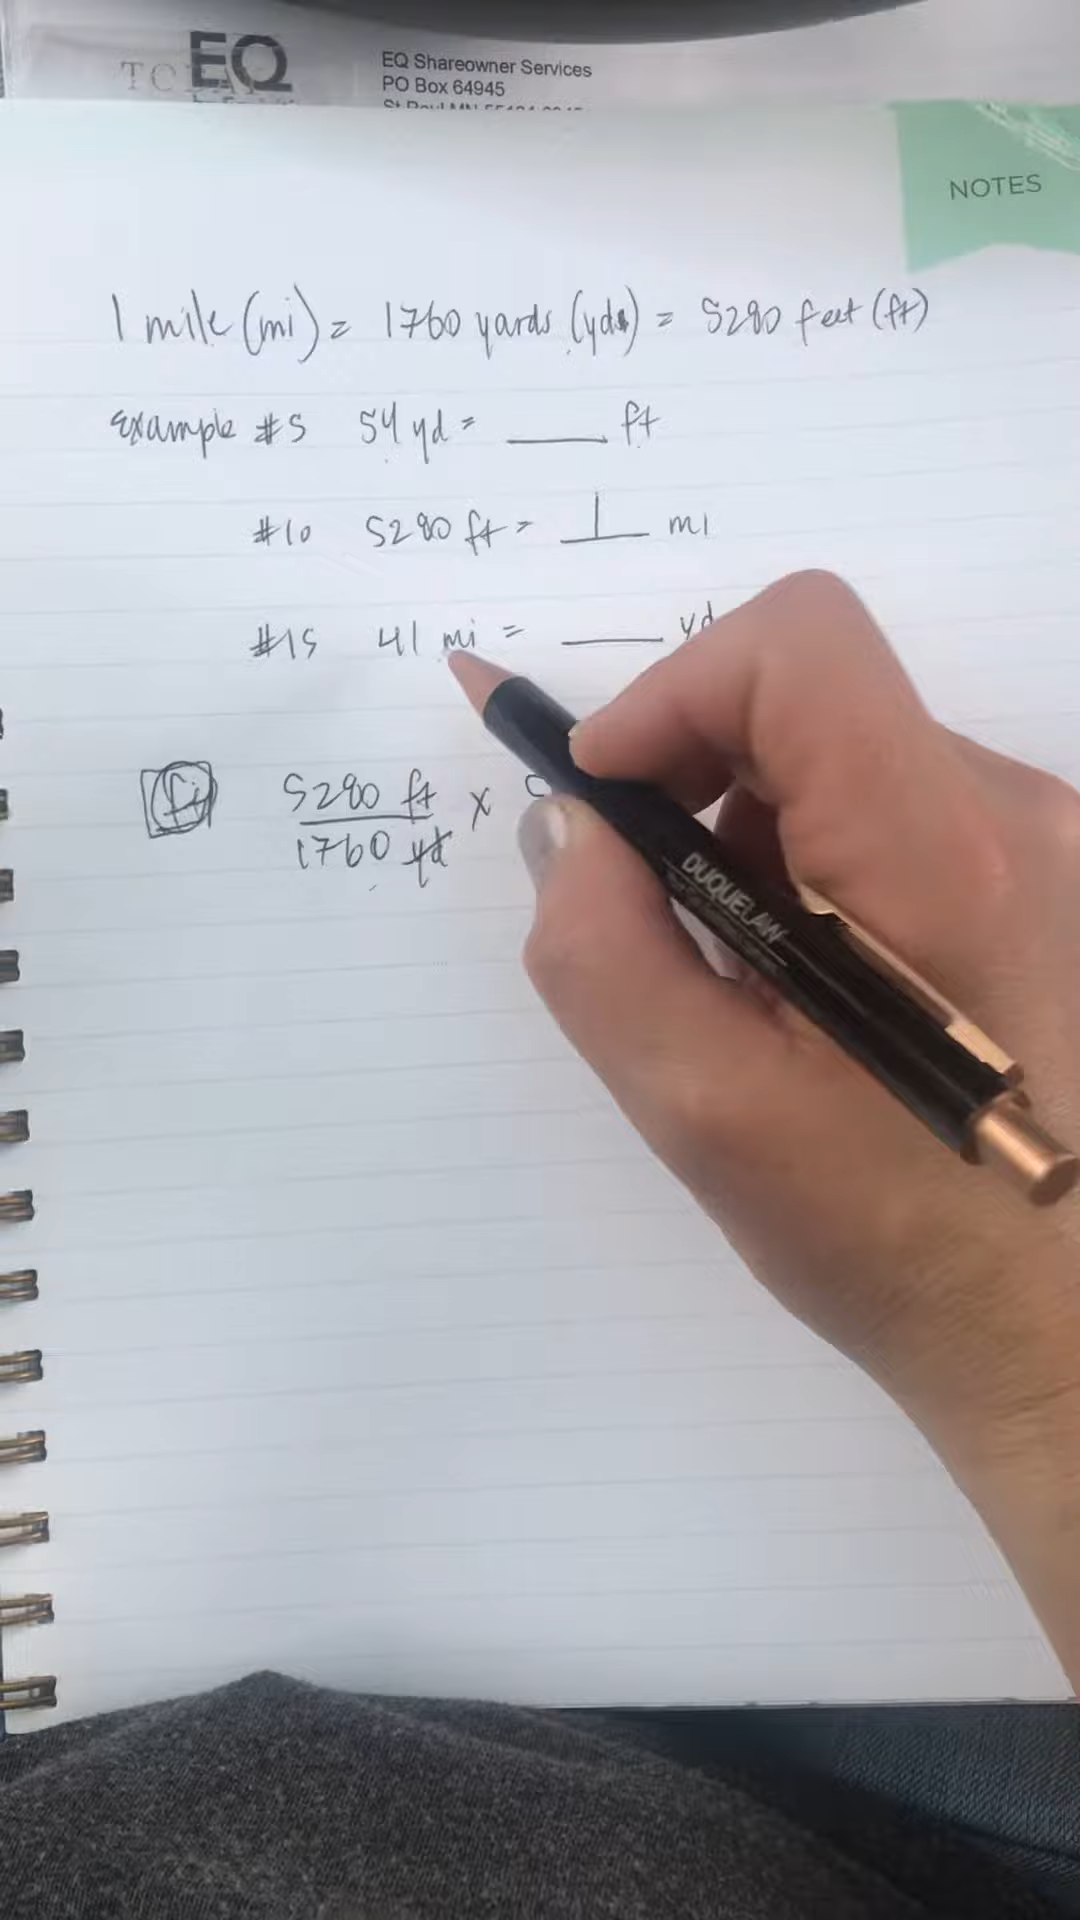 EQ
TODAY
EQ Shareowner Services
PO Box 64945
NOTES
1 mile (mi) = 1760 yards (yds) = 5280 feet (ft)
example #5 54 yd = ___ ft
#10 5280 ft = 1 mi
#15 41 mi = ___ yd
5280 ft
1760 yd
x
DUQUELAW